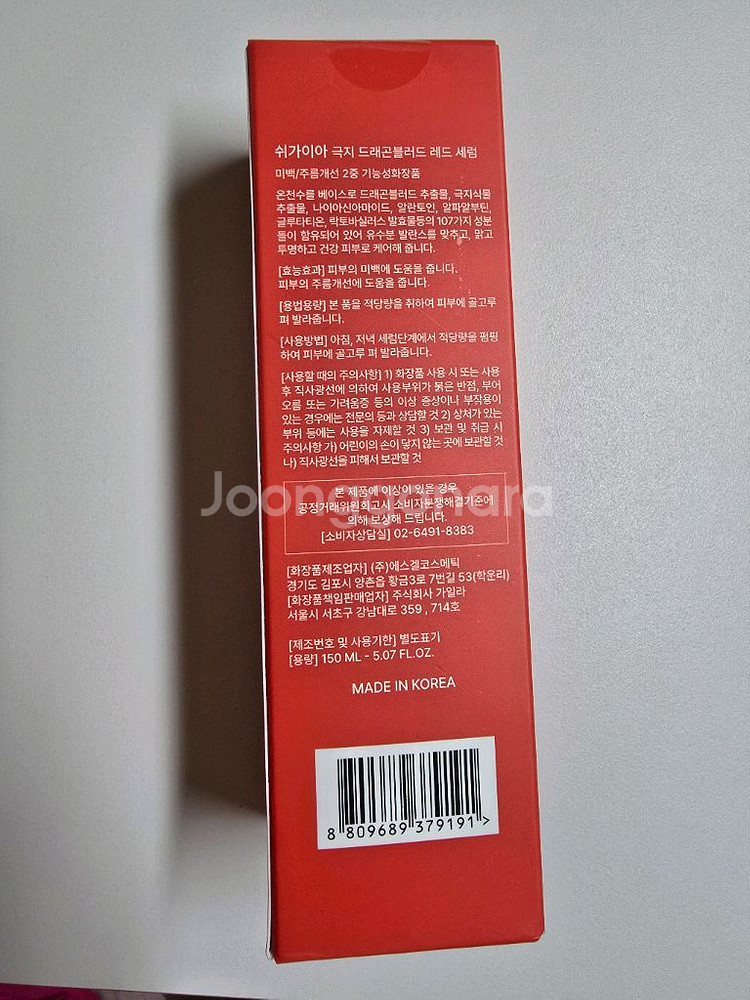 쉬가이아 극지 드래곤블러드 레드 세럼
미백/주름개선 2중 기능성화장품
온천수를 베이스로 드래곤블러드 추출물, 극지식물
추출물, 나이아신아마이드, 알란토인, 알파알부틴,
글루타티온, 락토바실러스 발효물등의 107가지 성분
들이 함유되어 있어 유수분 발란스를 맞추고, 맑고
투명하고 건강 피부로 케어해 줍니다.
[효능효과] 피부의 미백에 도움을 줍니다.
피부의 주름개선에 도움을 줍니다.
[용법용량] 본 품을 적당량을 취하여 피부에 골고루
펴 발라줍니다.
[사용방법] 아침, 저녁 세럼단계에서 적당량을 펌핑
하여 피부에 골고루 펴 발라줍니다.
[사용할 때의 주의사항] 1) 화장품 사용 시 또는 사용
후 직사광선에 의하여 사용부위가 붉은 반점, 부어
오름 또는 가려움증 등의 이상 증상이나 부작용이
있는 경우에는 전문의 등과 상담할 것 2) 상처가 있는
부위 등에는 사용을 자제할 것 3) 보관 및 취급 시
주의사항 가) 어린이의 손이 닿지 않는 곳에 보관할 것
나) 직사광선을 피해서 보관할 것
본 제품에 이상이 있을 경우
공정거래위원회고시 소비자분쟁해결기준에
의해 보상해 드립니다.
[소비자상담실] 02-6491-8383
Joonggonara
[화장품제조업자] (주)에스겔코스메틱
경기도 김포시 양촌읍 황금3로 7번길 53(학운리)
[화장품책임판매업자] 주식회사 가일라
서울시 서초구 강남대로 359 , 714호
[제조번호 및 사용기한] 별도표기
[용량] 150 ML - 5.07 FL.OZ.
MADE IN KOREA
8 809689 379191 >